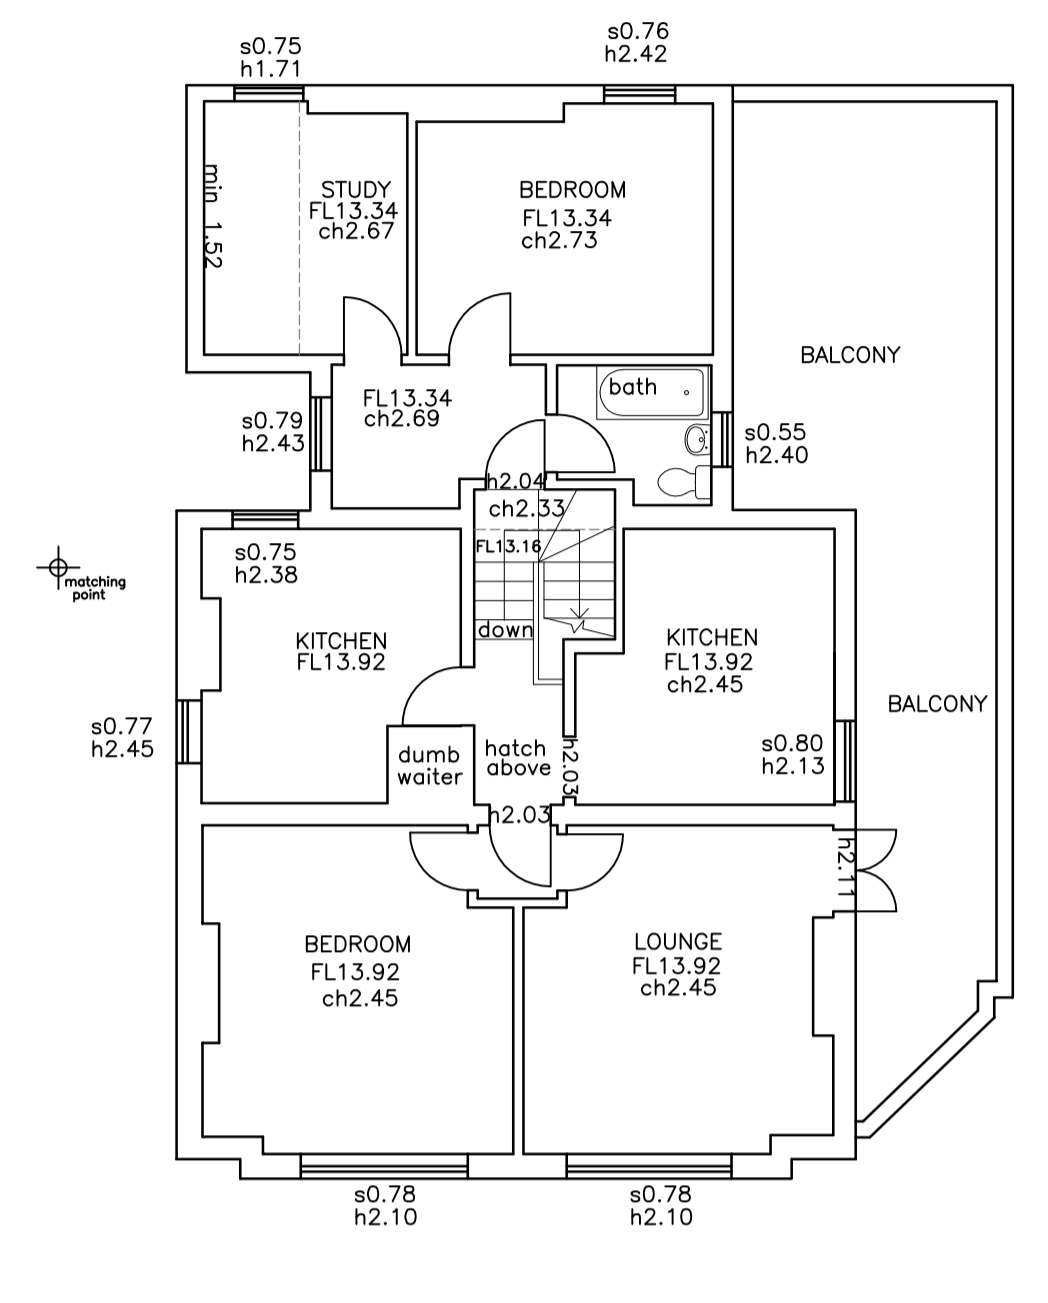 s0.75
h1.71
s0.76
h2.42
min 1.52
STUDY
FL13.34
ch2.67
BEDROOM
FL13.34
ch2.73
BALCONY
FL13.34
ch2.69
bath
s0.79
h2.43
s0.55
h2.40
h2.04
ch2.33
FL13.16
down
s0.75
h2.38
matching
point
KITCHEN
FL13.92
KITCHEN
FL13.92
ch2.45
BALCONY
s0.77
h2.45
dumb
waiter
hatch
above
h2.03
s0.80
h2.13
h2.03
h2.11
BEDROOM
FL13.92
ch2.45
LOUNGE
FL13.92
ch2.45
s0.78
h2.10
s0.78
h2.10